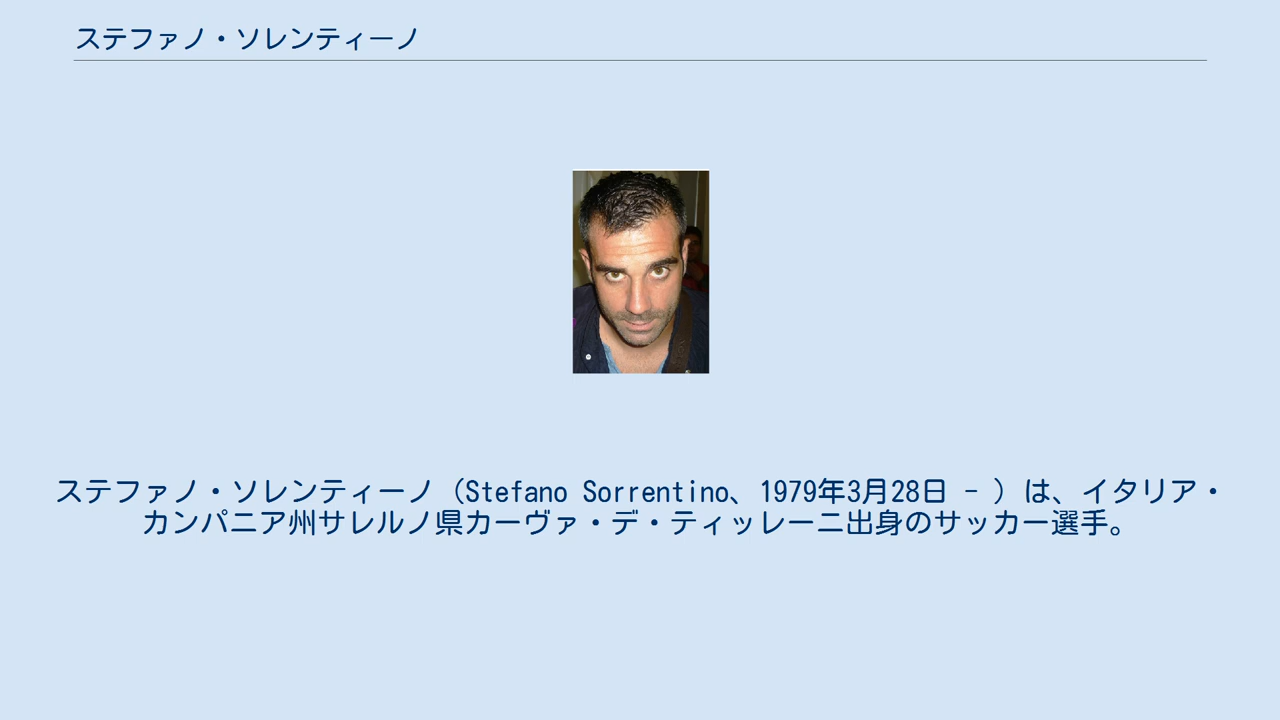 ステファノ・ソレンティーノ
ステファノ・ソレンティーノ（Stefano Sorrentino、1979年3月28日 - ）は、イタリア・
カンパニア州サレルノ県カーヴァ・デ・ティッレーニ出身のサッカー選手。